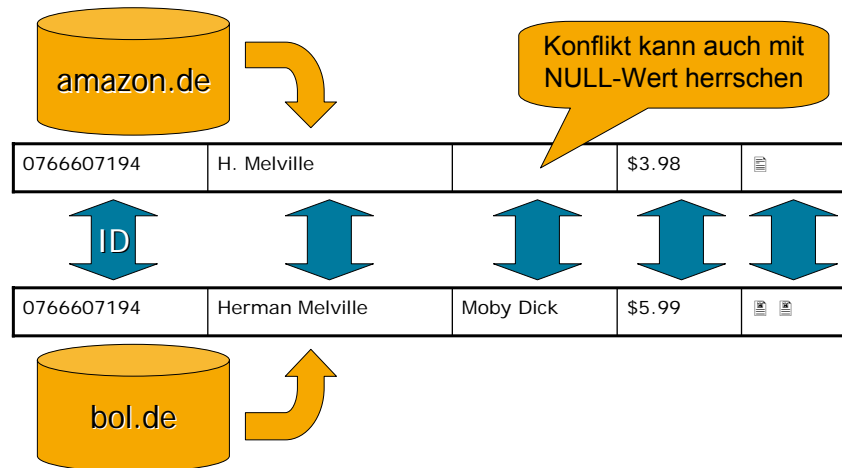 amazon.de
Konflikt kann auch mit
NULL-Wert herrschen
0766607194 H. Melville $3.98
ID
0766607194 Herman Melville Moby Dick $5.99
bol.de